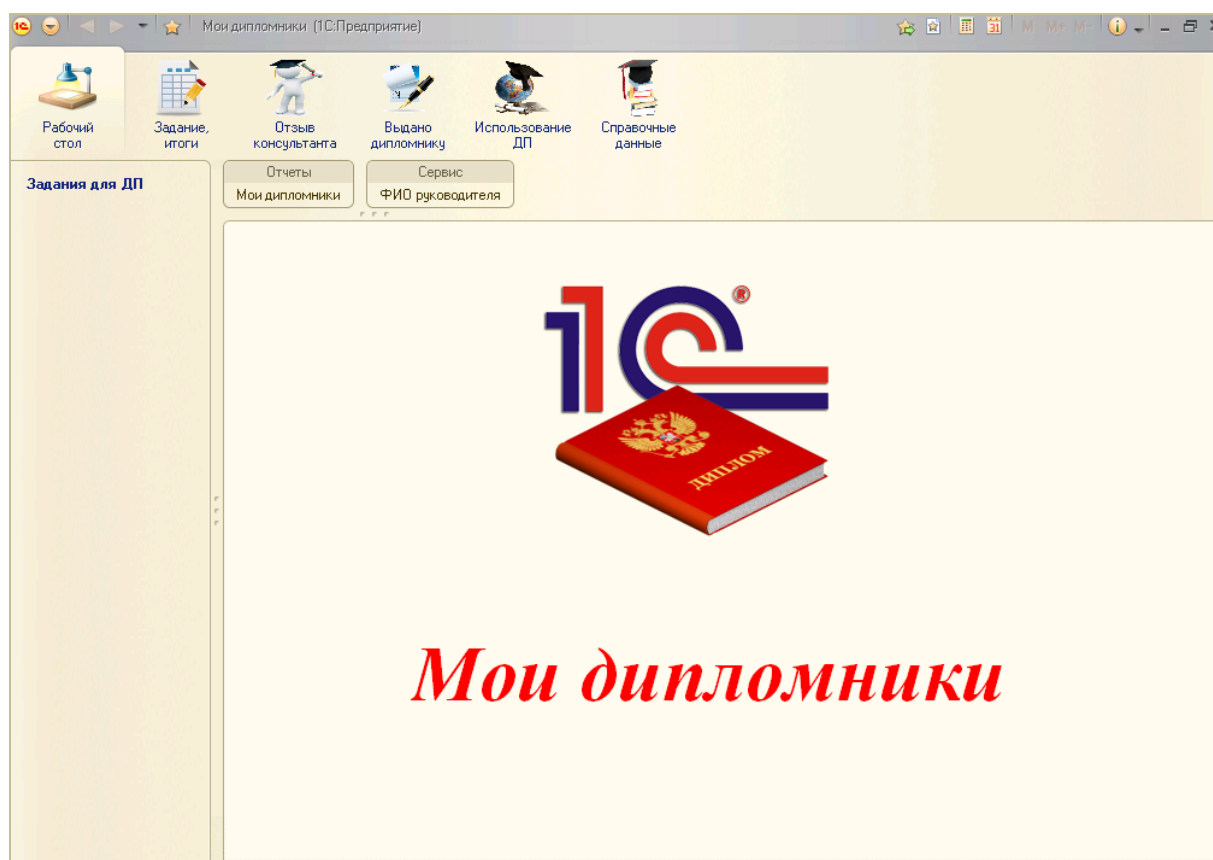 Мои дипломники (1С:Предприятие)
31 M M+ M-
Рабочий стол
Задание, итоги
Отзыв консультанта
Выдано дипломнику
Использование ДП
Справочные данные
Задания для ДП
Отчеты
Мои дипломники
Сервис
ФИО руководителя
1С®
ДИПЛОМ
Мои дипломники